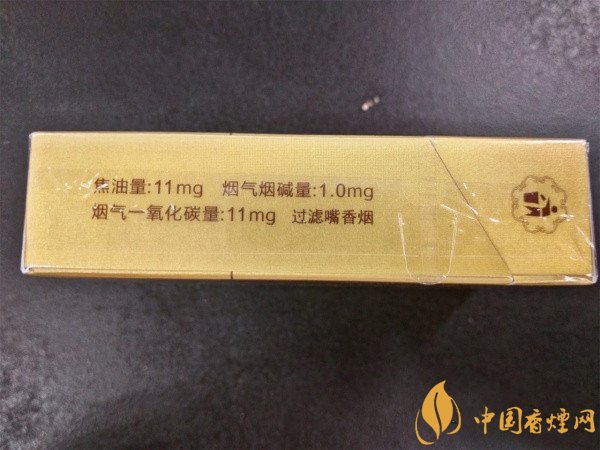 焦油量:11mg 烟气烟碱量:1.0mg
烟气一氧化碳量:11mg 过滤嘴香烟
中国香煙网